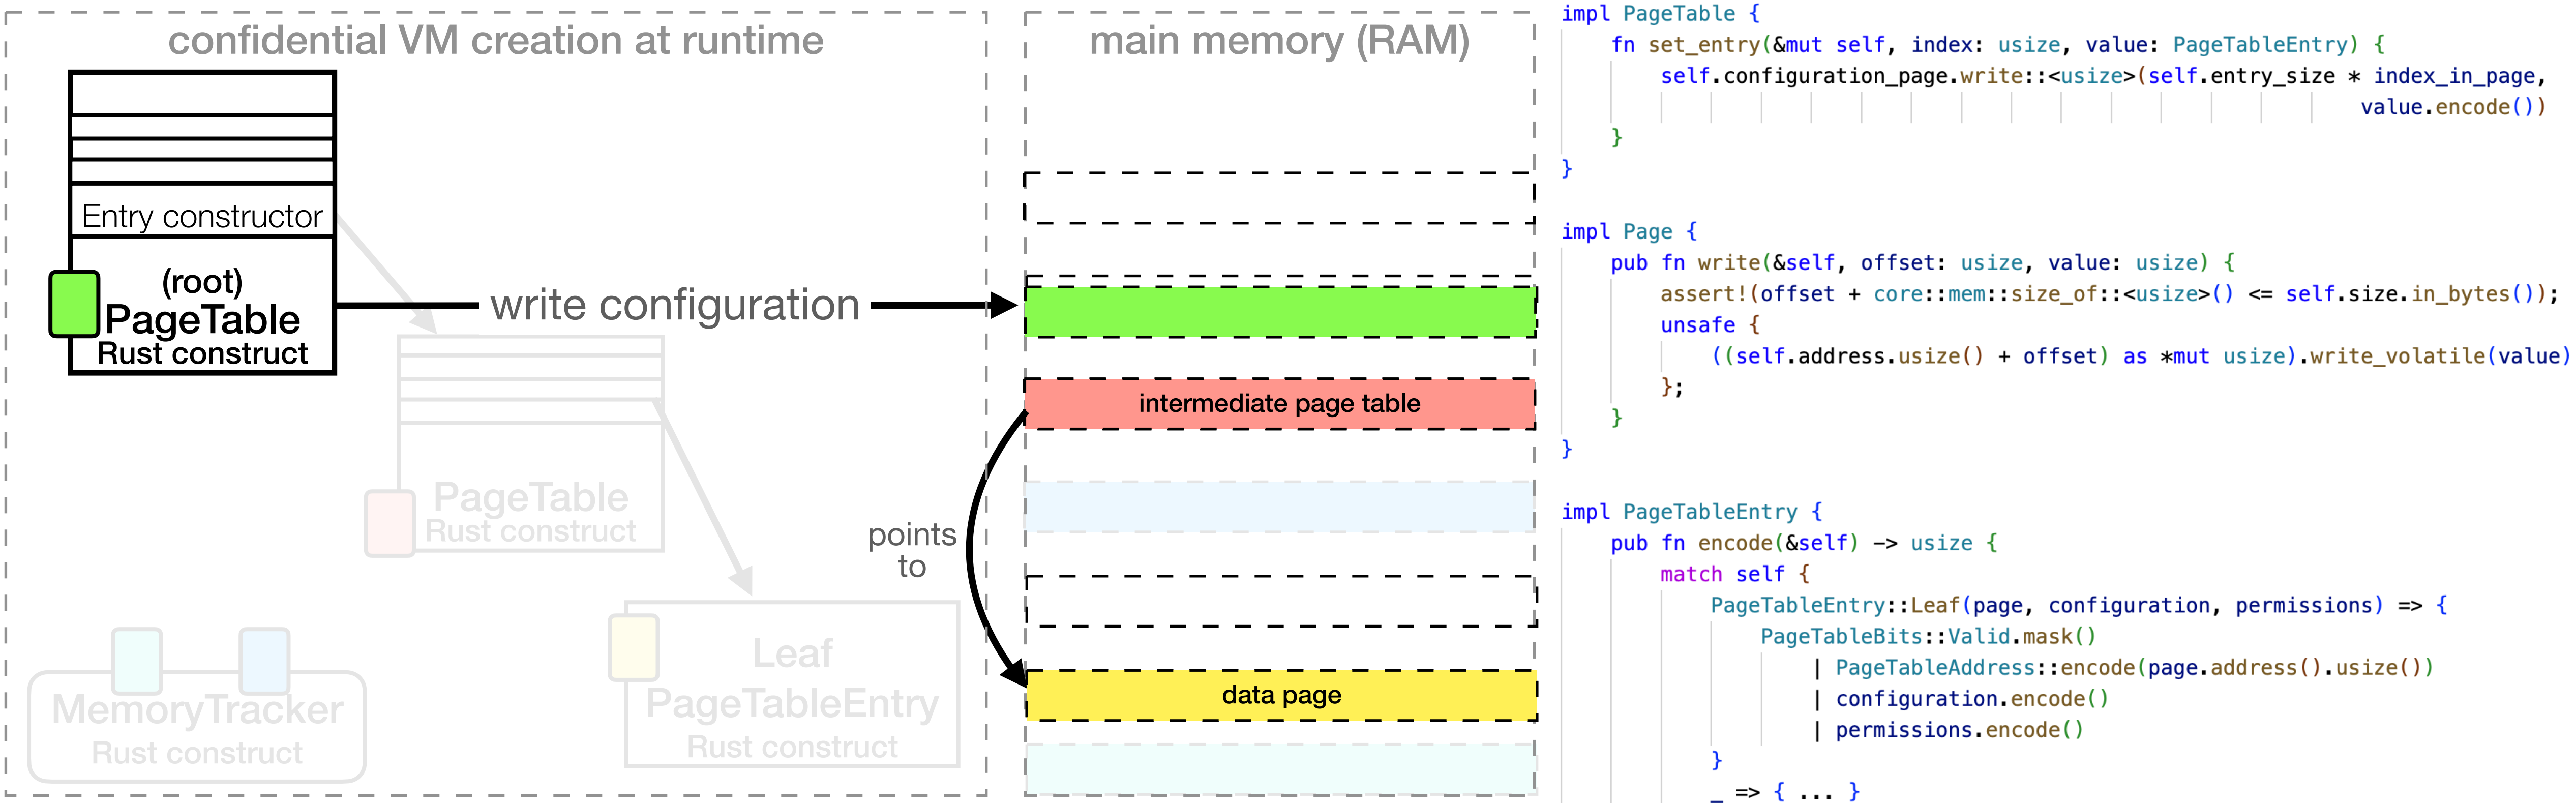 confidential VM creation at runtime
Entry constructor
(root)
PageTable
Rust construct
write configuration
PageTable
Rust construct
points
to
MemoryTracker
Rust construct
Leaf
PageTableEntry
Rust construct
main memory (RAM)
intermediate page table
data page
impl PageTable {
fn set_entry(&mut self, index: usize, value: PageTableEntry) {
self.configuration_page.write::<usize>(self.entry_size * index_in_page,
value.encode())
}
}
impl Page {
pub fn write(&self, offset: usize, value: usize) {
assert!(offset + core::mem::size_of::<usize>() <= self.size.in_bytes());
unsafe {
((self.address.usize() + offset) as *mut usize).write_volatile(value)
};
}
}
impl PageTableEntry {
pub fn encode(&self) -> usize {
match self {
PageTableEntry::Leaf(page, configuration, permissions) => {
PageTableBits::Valid.mask()
| PageTableAddress::encode(page.address().usize())
| configuration.encode()
| permissions.encode()
}
_ => { ... }